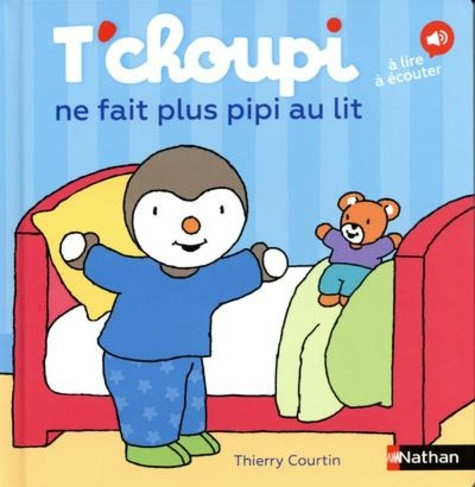 T'choupi
à lire
à écouter
ne fait plus pipi au lit
Thierry Courtin
Nathan